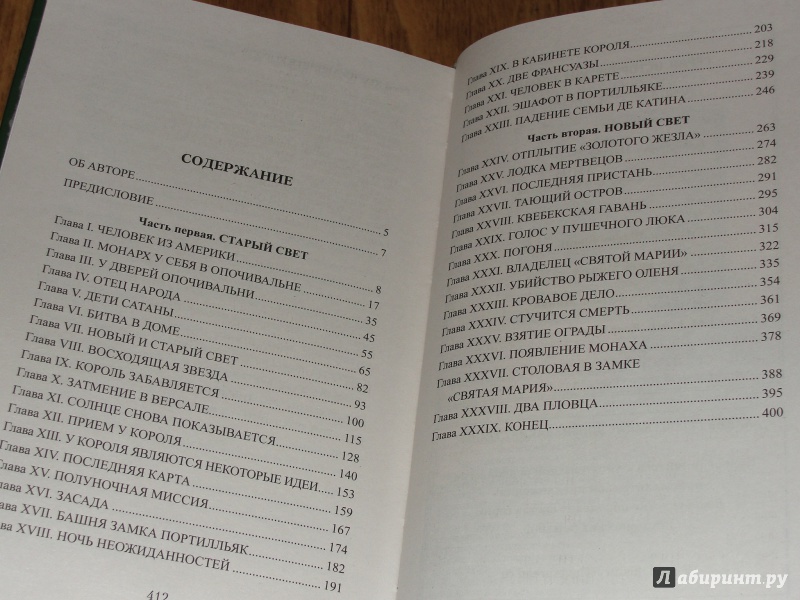 СОДЕРЖАНИЕ
ОБ АВТОРЕ 5
ПРЕДИСЛОВИЕ 7
Часть первая. СТАРЫЙ СВЕТ
Глава I. ЧЕЛОВЕК ИЗ АМЕРИКИ 8
Глава II. МОНАРХ У СЕБЯ В ОПОЧИВАЛЬНЕ 17
Глава III. У ДВЕРЕЙ ОПОЧИВАЛЬНИ 35
Глава IV. ОТЕЦ НАРОДА 45
Глава V. ДЕТИ САТАНЫ 55
Глава VI. БИТВА В ДОМЕ 65
Глава VII. НОВЫЙ И СТАРЫЙ СВЕТ 82
Глава VIII. ВОСХОДЯЩАЯ ЗВЕЗДА 93
Глава IX. КОРОЛЬ ЗАБАВЛЯЕТСЯ 100
Глава X. ЗАТМЕНИЕ В ВЕРСАЛЕ 115
Глава XI. СОЛНЦЕ СНОВА ПОКАЗЫВАЕТСЯ 128
Глава XII. ПРИЕМ У КОРОЛЯ 140
Глава XIII. У КОРОЛЯ ЯВЛЯЮТСЯ НЕКОТОРЫЕ ИДЕИ 153
Глава XIV. ПОСЛЕДНЯЯ КАРТА 159
Глава XV. ПОЛУНОЧНАЯ МИССИЯ 167
Глава XVI. ЗАСАДА 174
Глава XVII. БАШНЯ ЗАМКА ПОРТИЛЛЬЯК 182
Глава XVIII. НОЧЬ НЕОЖИДАННОСТЕЙ 191
412
Глава XIX. В КАБИНЕТЕ КОРОЛЯ 203
Глава XX. ДВЕ ФРАНСУАЗЫ 218
Глава XXI. ЧЕЛОВЕК В КАРЕТЕ 229
Глава XXII. ЭШАФОТ В ПОРТИЛЛЬЯКЕ 239
Глава XXIII. ПАДЕНИЕ СЕМЬИ ДЕ КАТИНА 246
Часть вторая. НОВЫЙ СВЕТ
Глава XXIV. ОТПЛЫТИЕ «ЗОЛОТОГО ЖЕЗЛА» 263
Глава XXV. ЛОДКА МЕРТВЕЦОВ 274
Глава XXVI. ПОСЛЕДНЯЯ ПРИСТАНЬ 282
Глава XXVII. ТАЮЩИЙ ОСТРОВ 291
Глава XXVIII. КВЕБЕКСКАЯ ГАВАНЬ 295
Глава XXIX. ГОЛОС У ПУШЕЧНОГО ЛЮКА 304
Глава XXX. ПОГОНЯ 315
Глава XXXI. ВЛАДЕЛЕЦ «СВЯТОЙ МАРИИ» 322
Глава XXXII. УБИЙСТВО РЫЖЕГО ОЛЕНЯ 335
Глава XXXIII. КРОВАВОЕ ДЕЛО 354
Глава XXXIV. СТУЧИТСЯ СМЕРТЬ 361
Глава XXXV. ВЗЯТИЕ ОГРАДЫ 369
Глава XXXVI. ПОЯВЛЕНИЕ МОНАХА 378
Глава XXXVII. СТОЛОВАЯ В ЗАМКЕ
«СВЯТАЯ МАРИЯ» 388
Глава XXXVIII. ДВА ПЛОВЦА 395
Глава XXXIX. КОНЕЦ 400
Лабиринт.ру